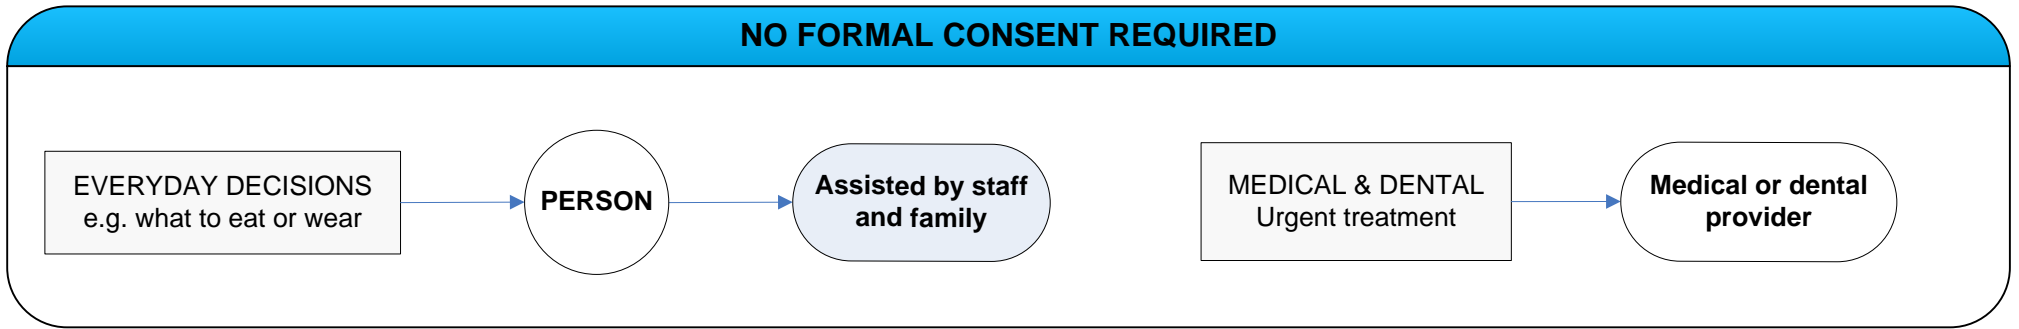 NO FORMAL CONSENT REQUIRED
EVERYDAY DECISIONS
e.g. what to eat or wear
PERSON
Assisted by staff
and family
MEDICAL & DENTAL
Urgent treatment
Medical or dental
provider